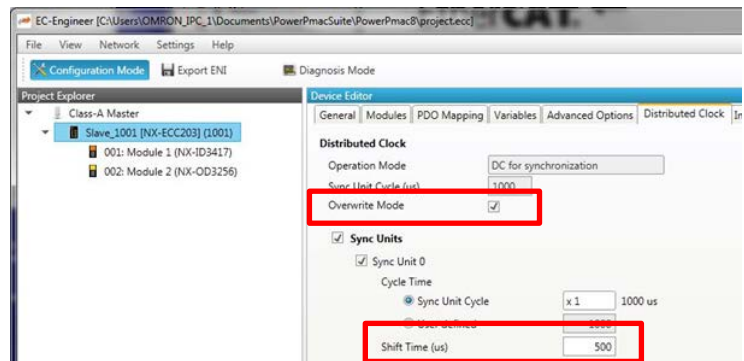 EC-Engineer [C:\Users\OMRON_IPC_1\Documents\PowerPmacSuite\PowerPmac8\project.ecc]
File View Network Settings Help
Configuration Mode Export ENI Diagnosis Mode
Project Explorer
Class-A Master
Slave_1001 [NX-ECC203] (1001)
001: Module 1 (NX-ID3417)
002: Module 2 (NX-OD3256)
Device Editor
General Modules PDO Mapping Variables Advanced Options Distributed Clock
Distributed Clock
Operation Mode DC for synchronization
Sync Unit Cycle (us) 1000
Overwrite Mode
Sync Units
Sync Unit 0
Cycle Time
Sync Unit Cycle x 1 1000 us
User defined 1000
Shift Time (us) 500